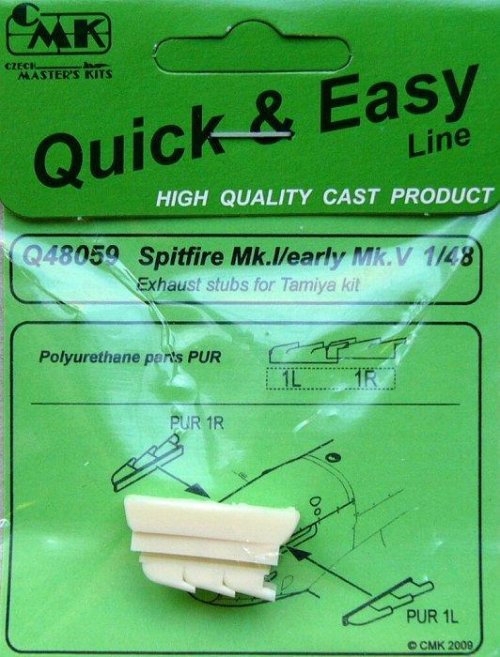 CMK
CZECH
MASTER'S KITS
Quick & Easy
Line
HIGH QUALITY CAST PRODUCT
Q48059 Spitfire Mk.I/early Mk.V 1/48
Exhaust stubs for Tamiya kit
Polyurethane parts PUR
1L 1R
PUR 1R
PUR 1L
© CMK 2009